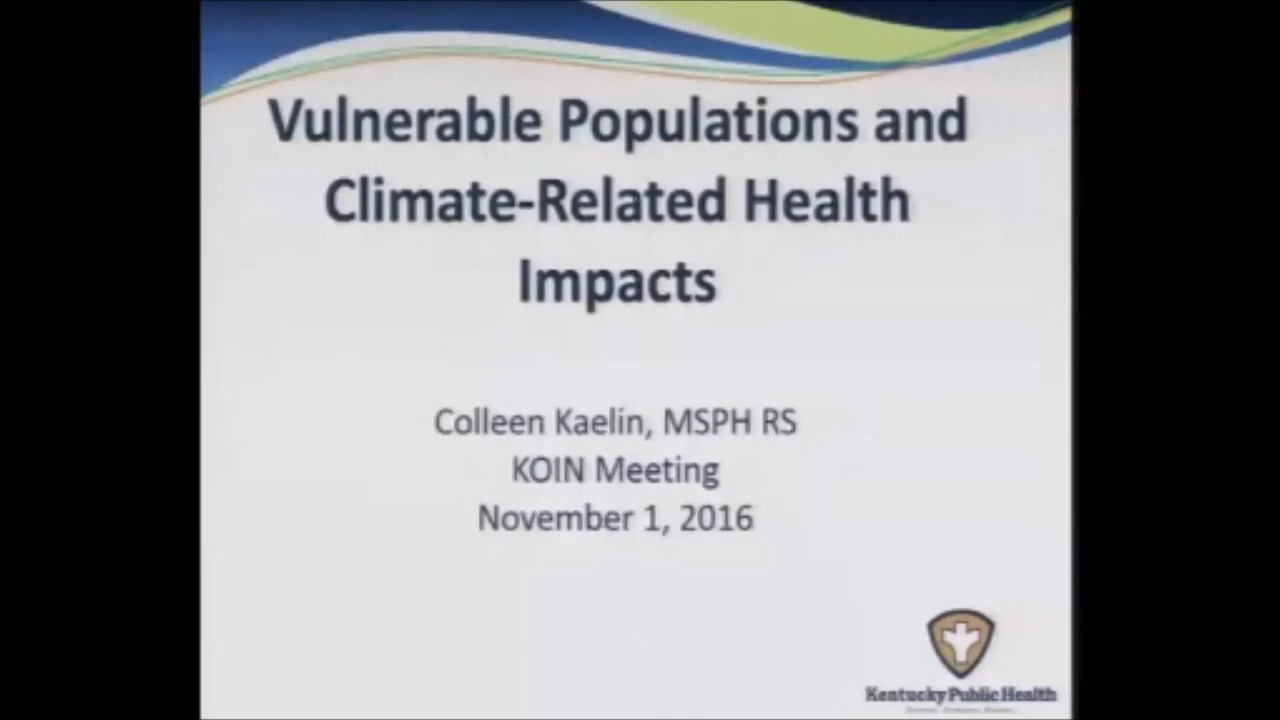 Vulnerable Populations and
Climate-Related Health
Impacts
Colleen Kaelin, MSPH RS
KOIN Meeting
November 1, 2016
Kentucky Public Health